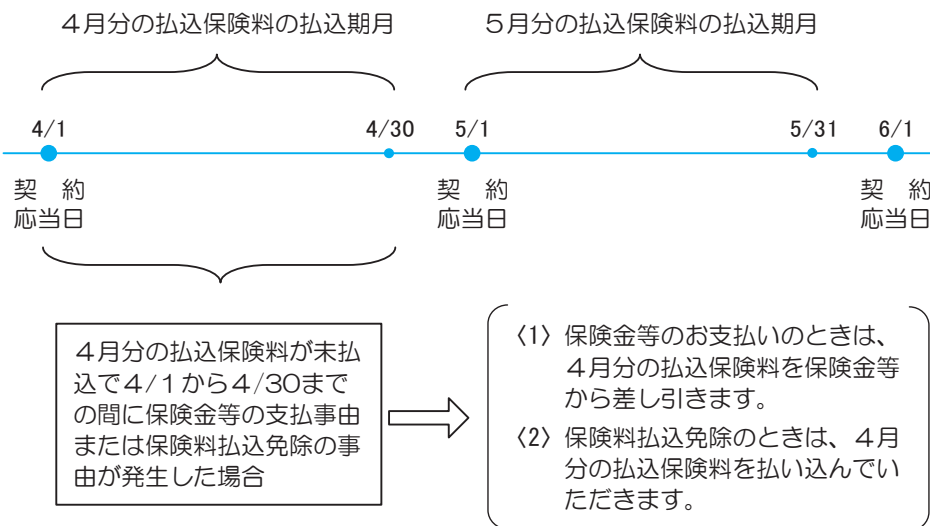 ４月分の払込保険料の払込期月
５月分の払込保険料の払込期月
4/1
4/30
5/1
5/31
6/1
契　約
応当日
契　約
応当日
契　約
応当日
４月分の払込保険料が未払
込で４/１から４/30まで
の間に保険金等の支払事由
または保険料払込免除の事
由が発生した場合
〈1〉保険金等のお支払いのときは、
４月分の払込保険料を保険金等
から差し引きます。
〈2〉保険料払込免除のときは、４月
分の払込保険料を払い込んでい
ただきます。